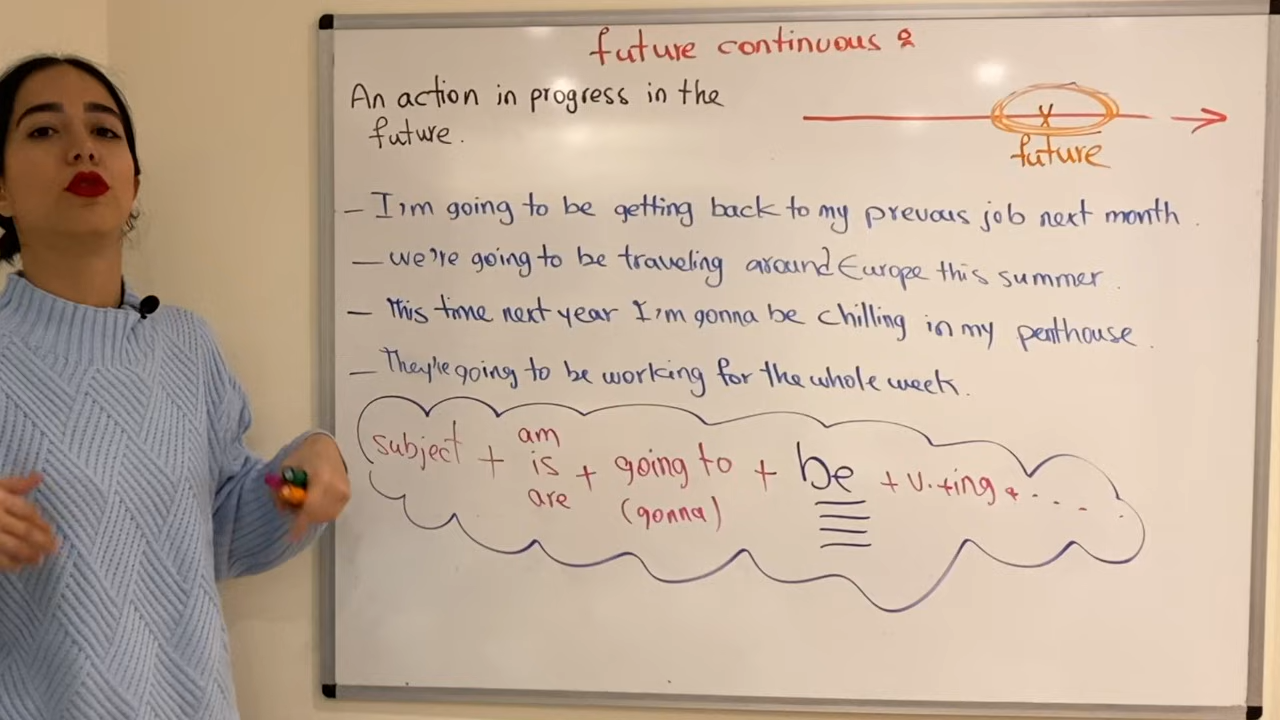 future continuous :
An action in progress in the
future.
x
future
- I'm going to be getting back to my prevous job next month.
- we're going to be traveling around Europe this summer.
- This time next year I'm gonna be chilling in my penthouse.
- They're going to be working for the whole week.
subject + am is are + going to (gonna) + be + v.+ing + ....